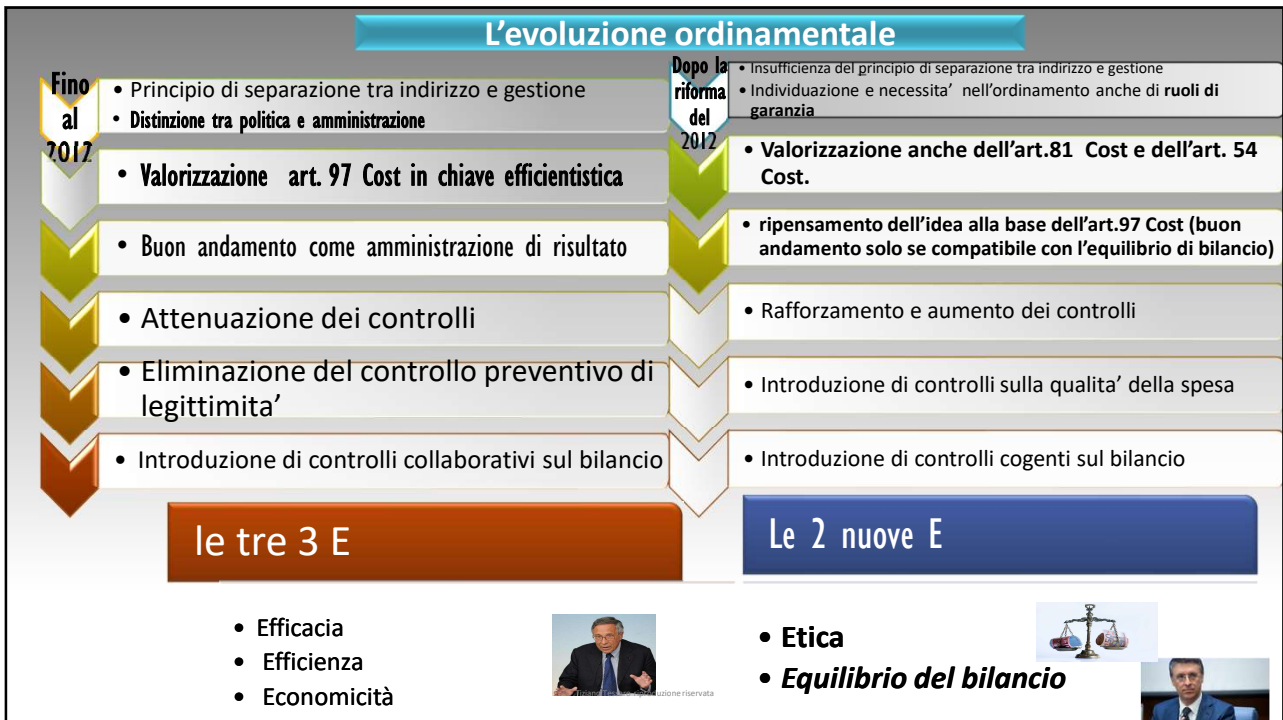 L'evoluzione ordinamentale
Fino
al
2012
• Principio di separazione tra indirizzo e gestione
• Distinzione tra politica e amministrazione
• Valorizzazione art. 97 Cost in chiave efficientistica
• Buon andamento come amministrazione di risultato
• Attenuazione dei controlli
• Eliminazione del controllo preventivo di
legittimita'
• Introduzione di controlli collaborativi sul bilancio
le tre 3 E
• Efficacia
• Efficienza
• Economicità
Dopo la
riforma
del
2012
• Insufficienza del principio di separazione tra indirizzo e gestione
• Individuazione e necessita' nell'ordinamento anche di ruoli di
garanzia
• Valorizzazione anche dell'art.81 Cost e dell'art. 54
Cost.
• ripensamento dell'idea alla base dell'art.97 Cost (buon
andamento solo se compatibile con l'equilibrio di bilancio)
• Rafforzamento e aumento dei controlli
• Introduzione di controlli sulla qualita' della spesa
• Introduzione di controlli cogenti sul bilancio
Le 2 nuove E
• Etica
• Equilibrio del bilancio
riservata